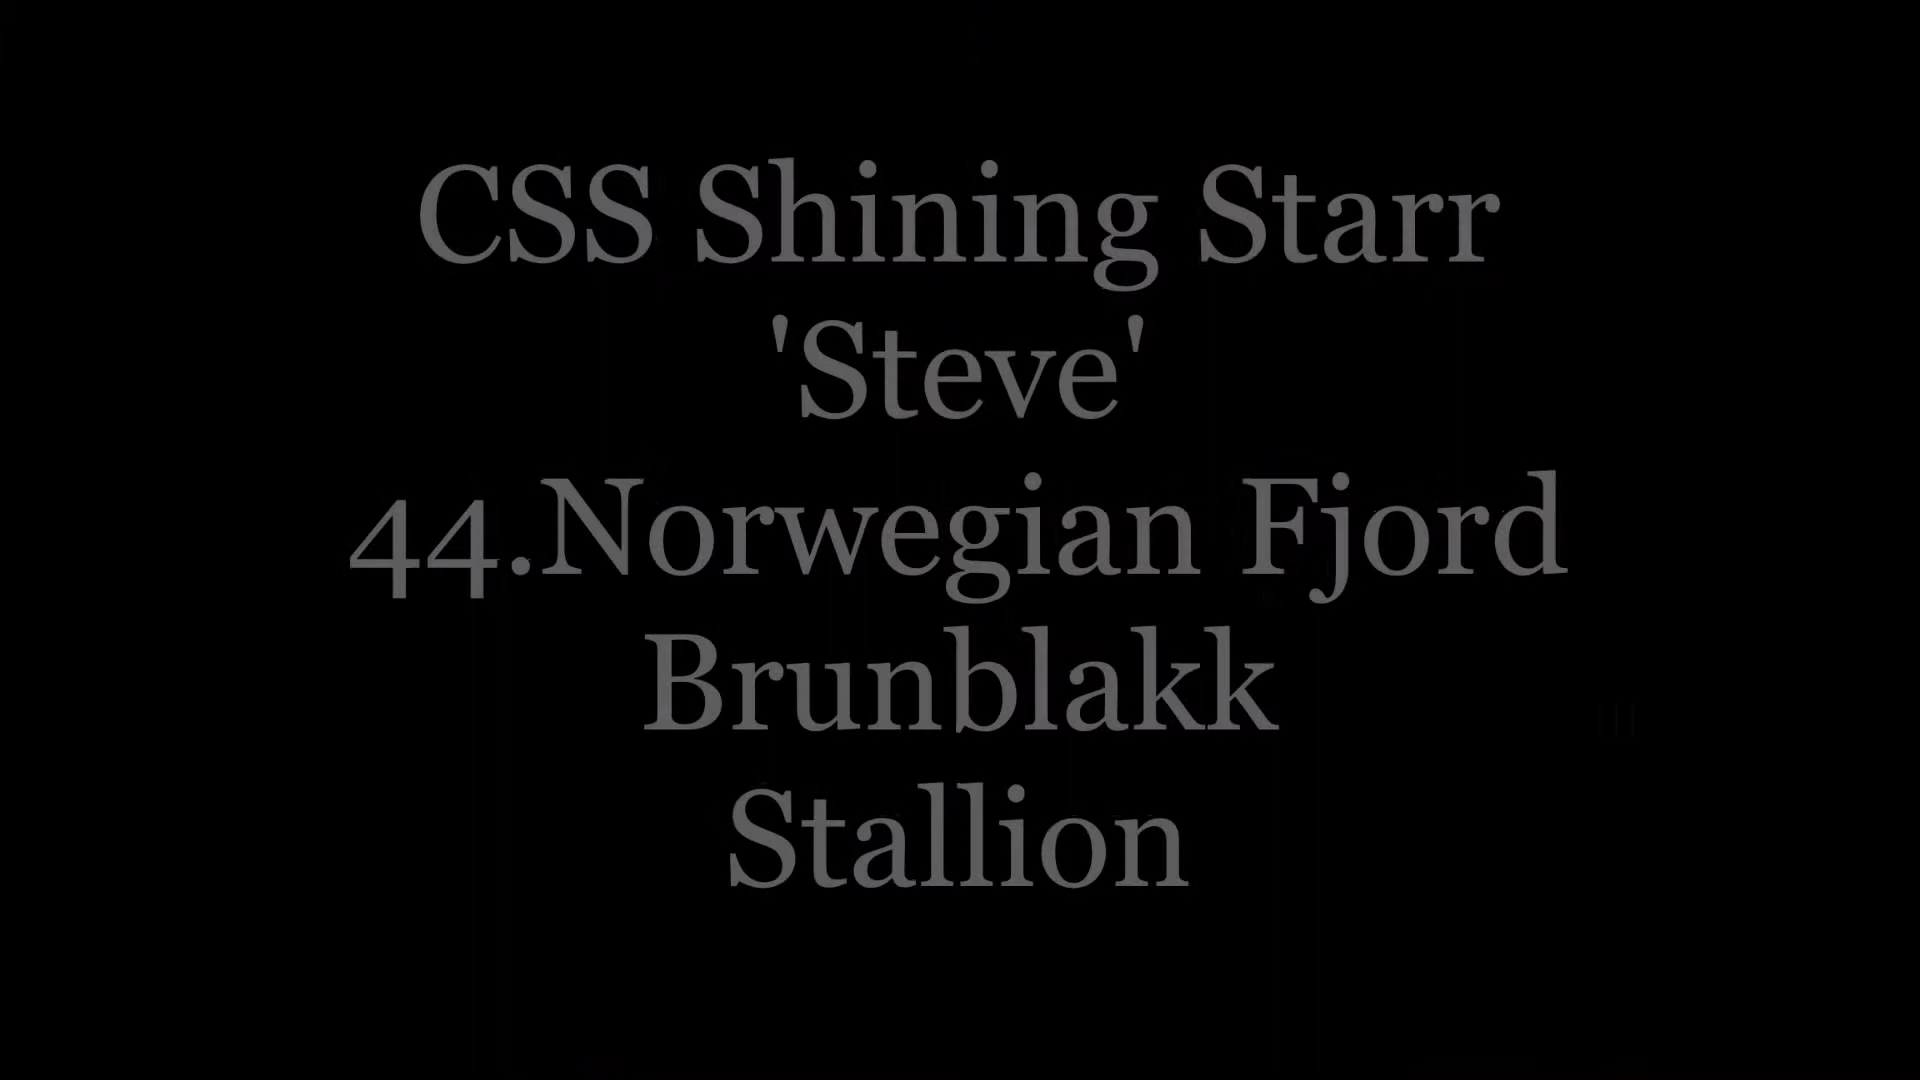 CSS Shining Starr
'Steve'
44.Norwegian Fjord
Brunblakk
Stallion